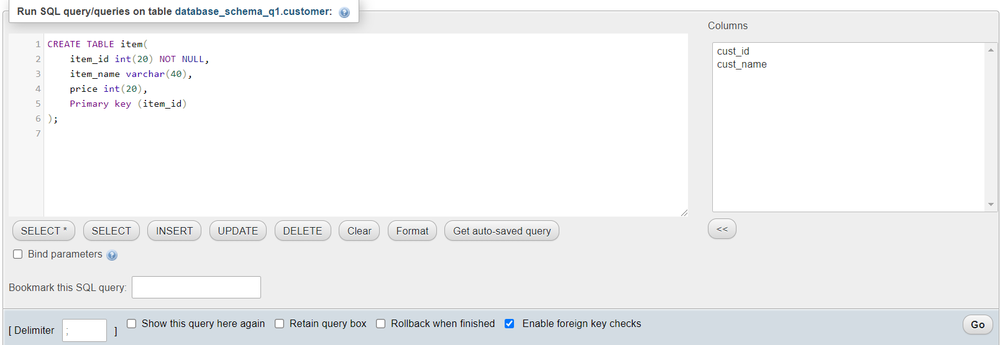 Run SQL query/queries on table database_schema_q1.customer:
Columns
1 CREATE TABLE item(
2 item_id int(20) NOT NULL,
3 item_name varchar(40),
4 price int(20),
5 Primary key (item_id)
6 );
7
cust_id
cust_name
SELECT * SELECT INSERT UPDATE DELETE Clear Format Get auto-saved query <<
Bind parameters
Bookmark this SQL query:
[ Delimiter ; ] Show this query here again Retain query box Rollback when finished Enable foreign key checks Go